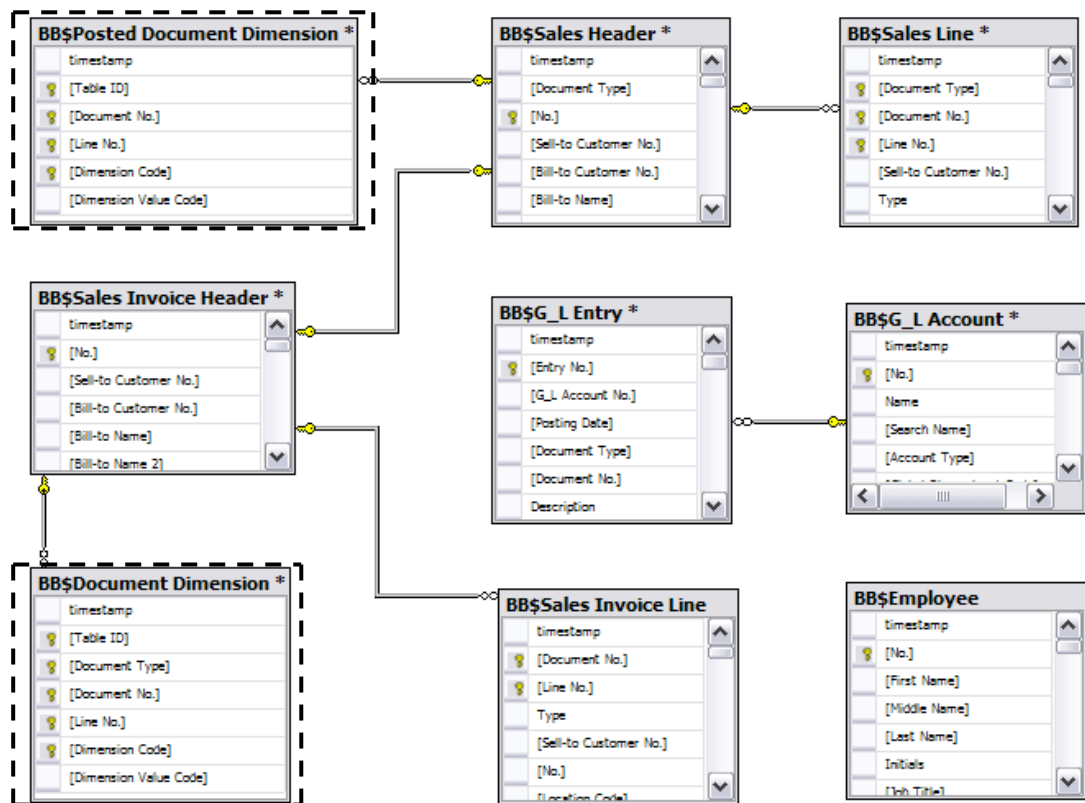 BB$Posted Document Dimension *
timestamp
[Table ID]
[Document No.]
[Line No.]
[Dimension Code]
[Dimension Value Code]
BB$Sales Header *
timestamp
[Document Type]
[No.]
[Sell-to Customer No.]
[Bill-to Customer No.]
[Bill-to Name]
BB$Sales Line *
timestamp
[Document Type]
[Document No.]
[Line No.]
[Sell-to Customer No.]
Type
BB$Sales Invoice Header *
timestamp
[No.]
[Sell-to Customer No.]
[Bill-to Customer No.]
[Bill-to Name]
[Bill-to Name 2]
BB$G_L Entry *
timestamp
[Entry No.]
[G_L Account No.]
[Posting Date]
[Document Type]
[Document No.]
Description
BB$G_L Account *
timestamp
[No.]
Name
[Search Name]
[Account Type]
BB$Document Dimension *
timestamp
[Table ID]
[Document Type]
[Document No.]
[Line No.]
[Dimension Code]
[Dimension Value Code]
BB$Sales Invoice Line
timestamp
[Document No.]
[Line No.]
Type
[Sell-to Customer No.]
[No.]
[Location Code]
BB$Employee
timestamp
[No.]
[First Name]
[Middle Name]
[Last Name]
Initials
[Job Title]